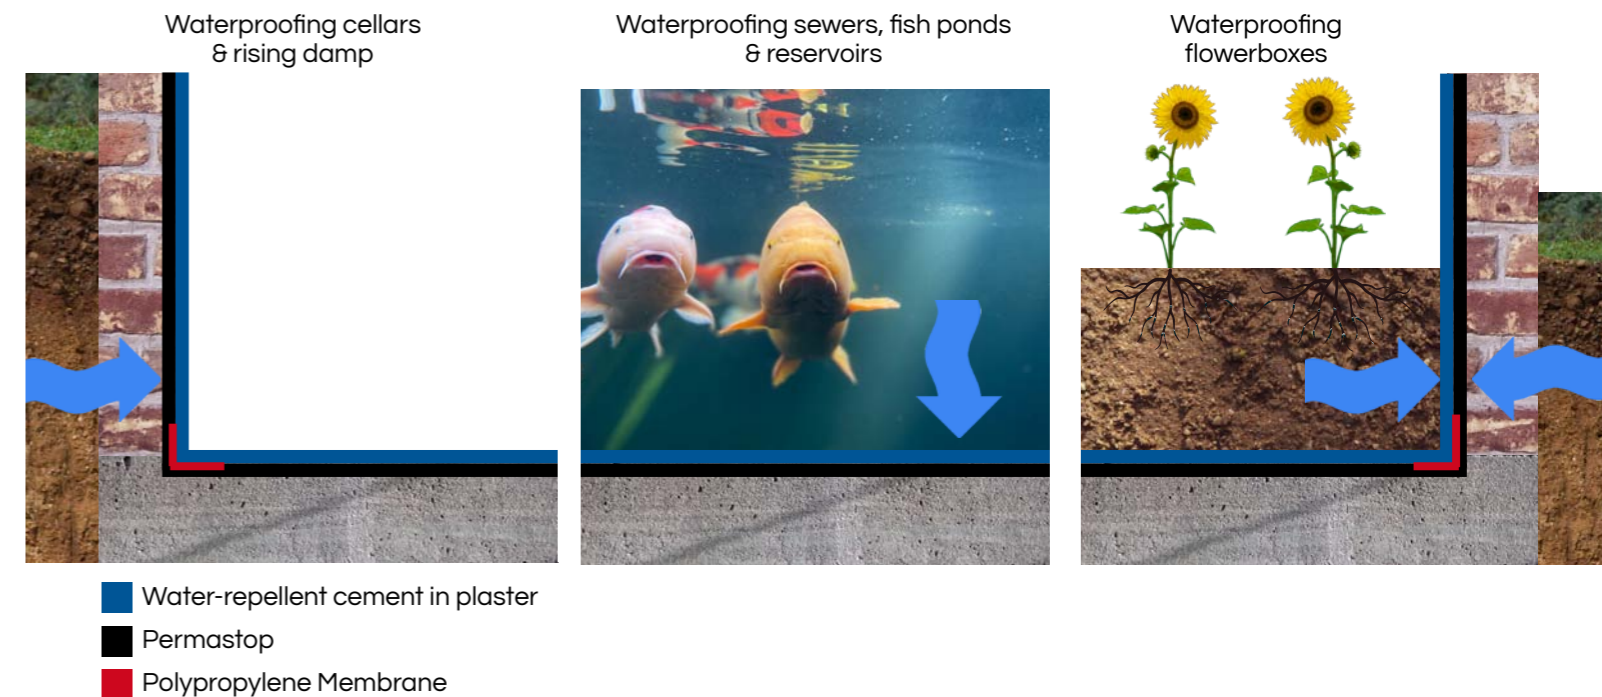 Waterproofing cellars
& rising damp
Waterproofing sewers, fish ponds
& reservoirs
Waterproofing
flowerboxes
Water-repellent cement in plaster
Permastop
Polypropylene Membrane